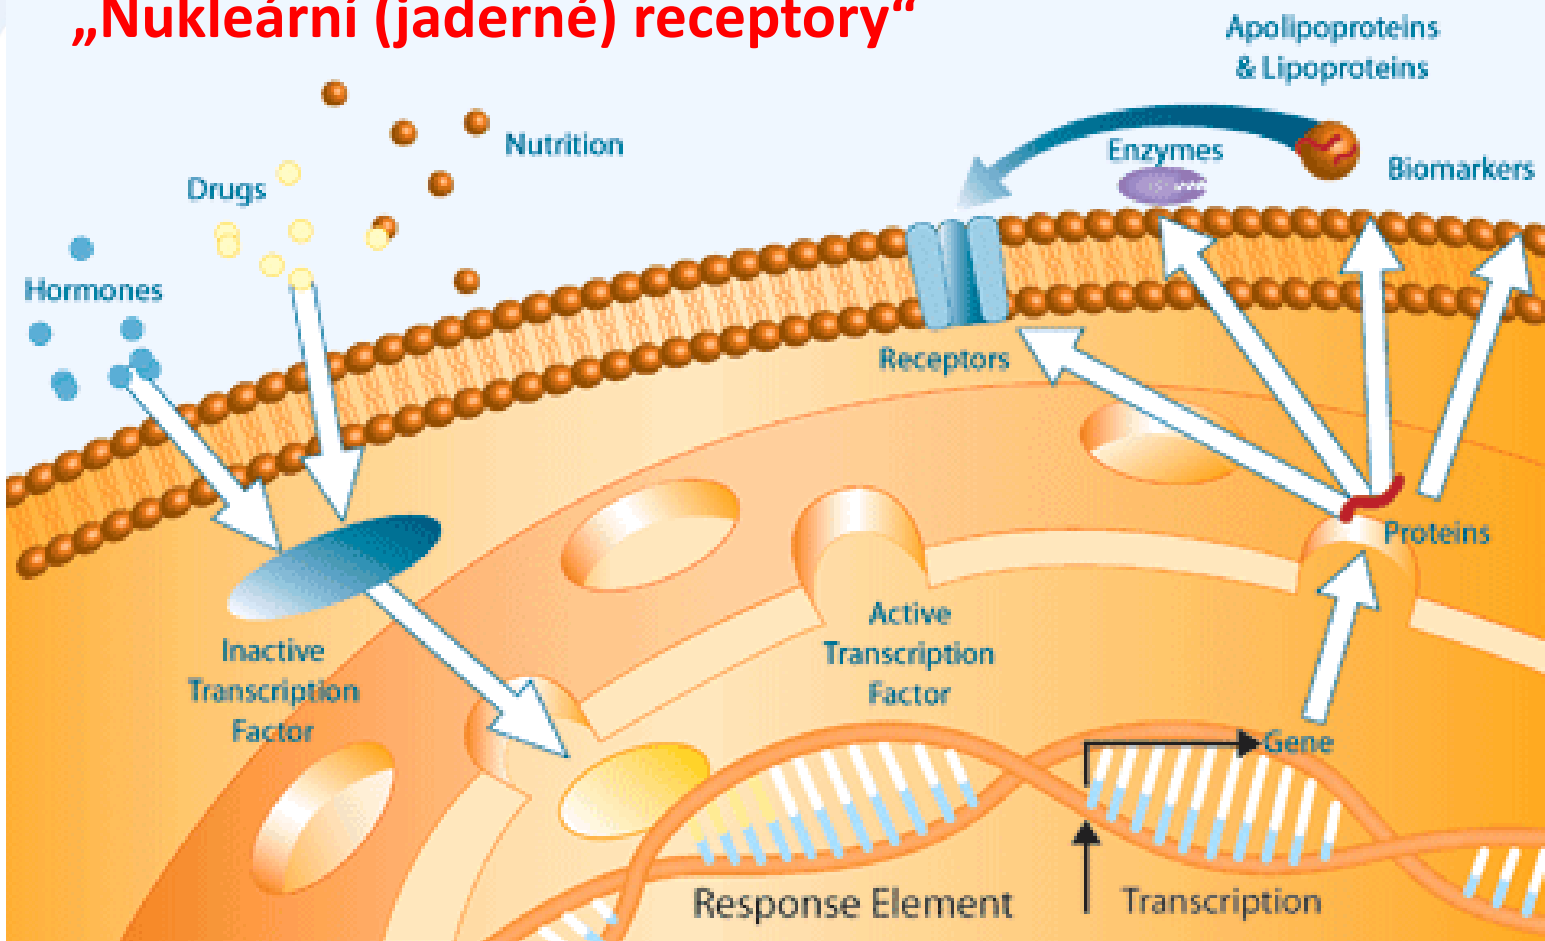 „Nukleární (jaderné) receptory“
Apolipoproteins
& Lipoproteins
Nutrition
Enzymes
Biomarkers
Drugs
Hormones
Receptors
Proteins
Active
Transcription
Factor
Inactive
Transcription
Factor
Gene
Response Element
Transcription